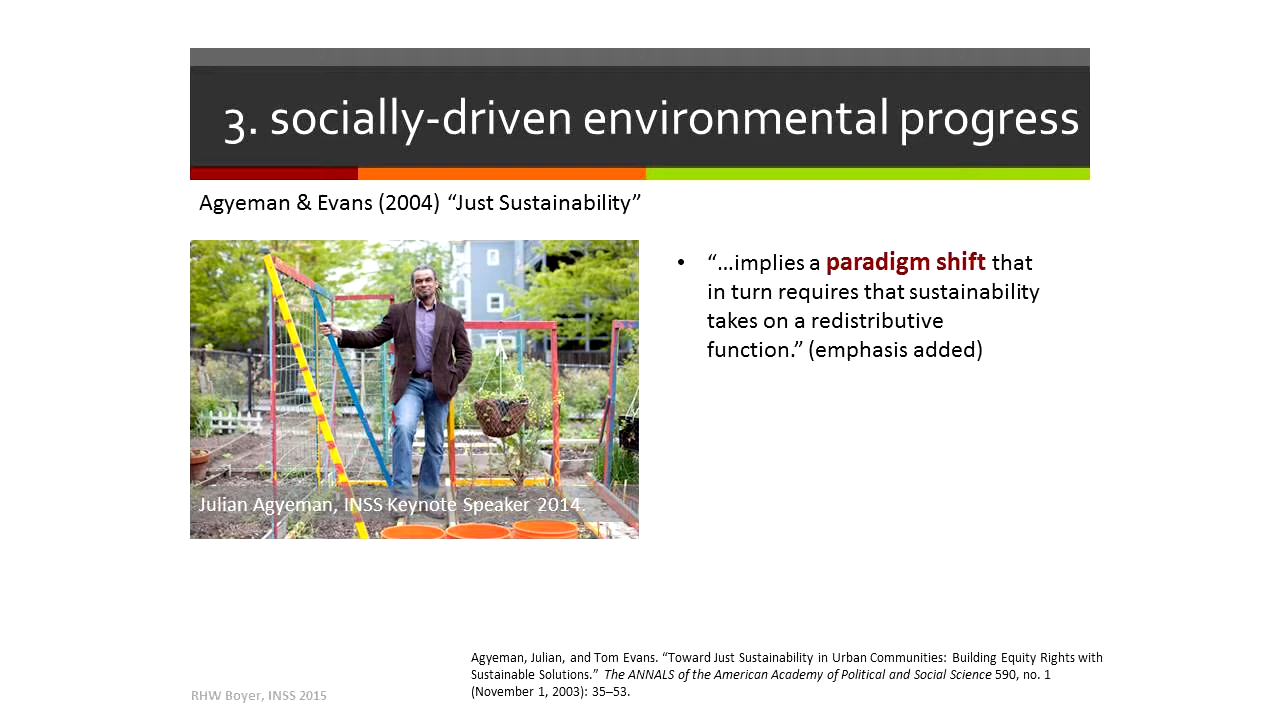 3. socially-driven environmental progress
Agyeman & Evans (2004) “Just Sustainability”
• “…implies a paradigm shift that
in turn requires that sustainability
takes on a redistributive
function.” (emphasis added)
Julian Agyeman, INSS Keynote Speaker 2014.
Agyeman, Julian, and Tom Evans. “Toward Just Sustainability in Urban Communities: Building Equity Rights with
Sustainable Solutions.” The ANNALS of the American Academy of Political and Social Science 590, no. 1
(November 1, 2003): 35–53.
RHW Boyer, INSS 2015